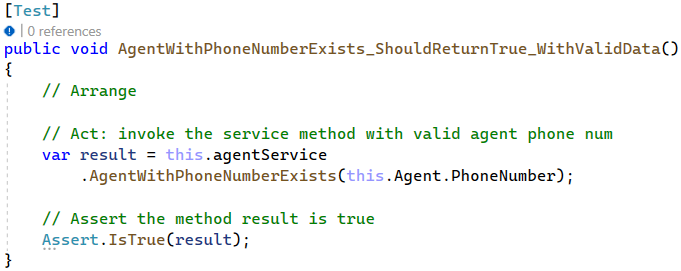 [Test]
| 0 references
public void AgentWithPhoneNumberExists_ShouldReturnTrue_WithValidData()
{
    // Arrange
    // Act: invoke the service method with valid agent phone num
    var result = this.agentService
        .AgentWithPhoneNumberExists(this.Agent.PhoneNumber);
    // Assert the method result is true
    Assert.IsTrue(result);
}